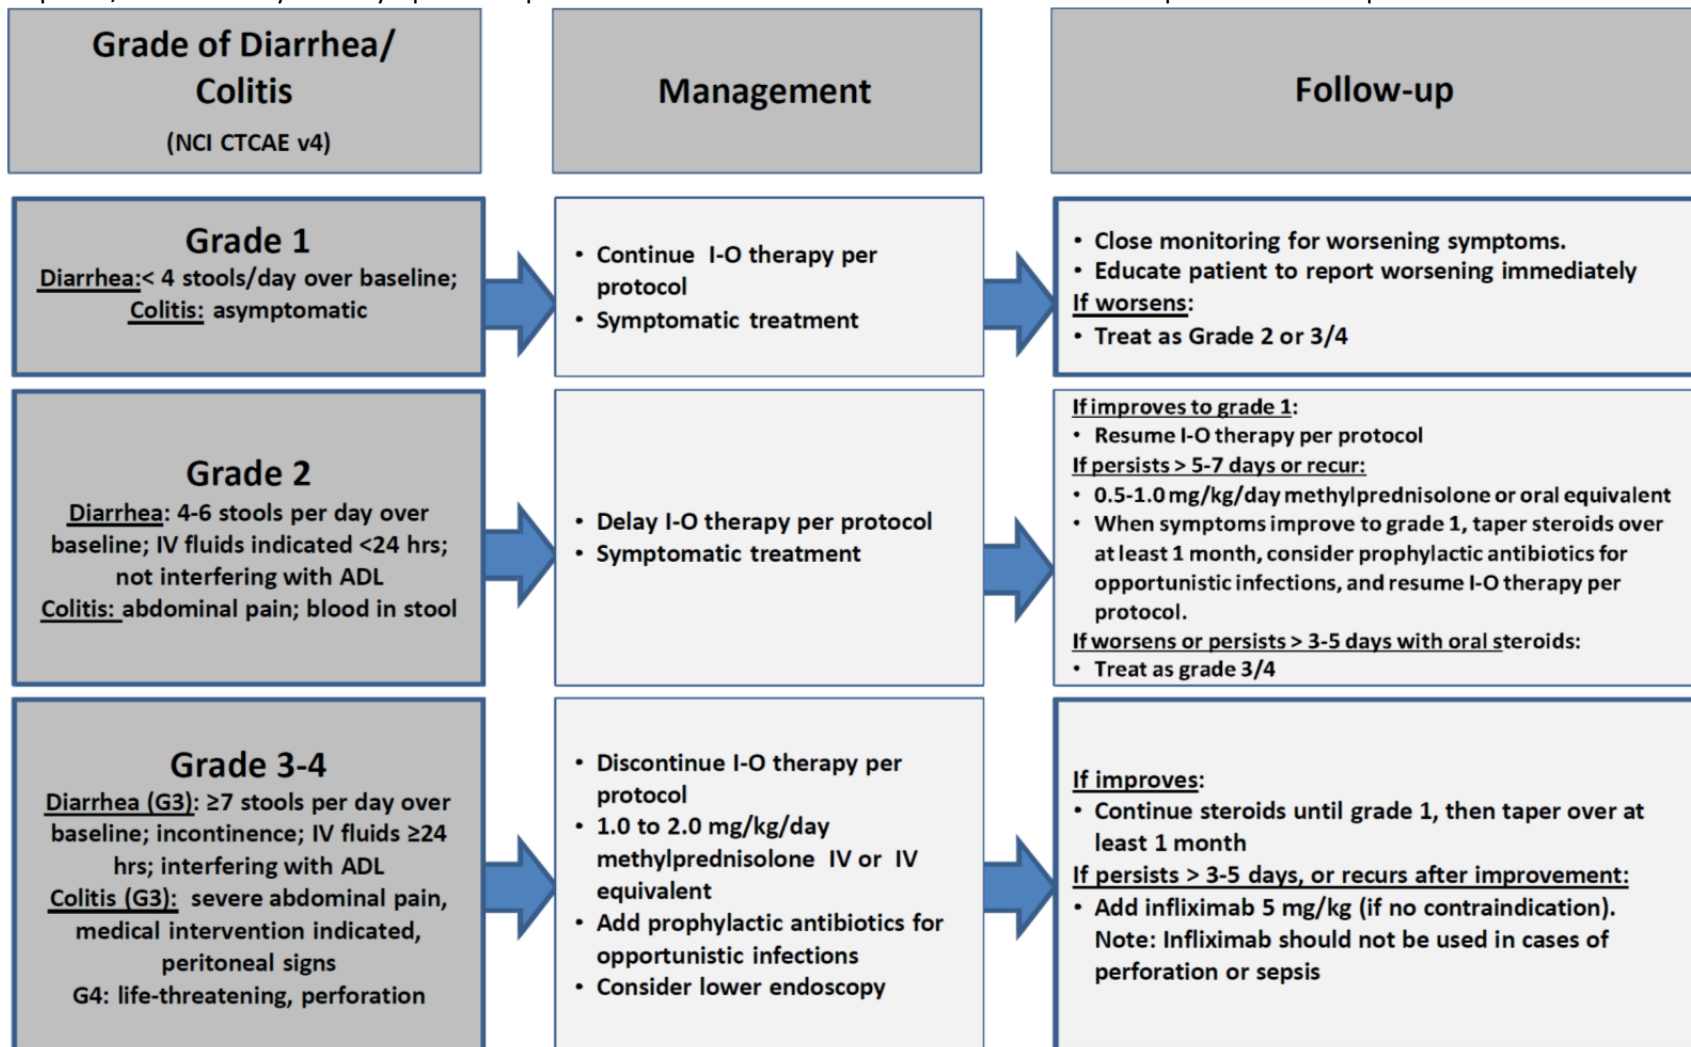 Grade of Diarrhea/
Colitis
(NCI CTCAE v4)
Management
Follow-up
Grade 1
Diarrhea:< 4 stools/day over baseline;
Colitis: asymptomatic
• Continue I-O therapy per
protocol
• Symptomatic treatment
• Close monitoring for worsening symptoms.
• Educate patient to report worsening immediately
If worsens:
• Treat as Grade 2 or 3/4
Grade 2
Diarrhea: 4-6 stools per day over
baseline; IV fluids indicated <24 hrs;
not interfering with ADL
Colitis: abdominal pain; blood in stool
• Delay I-O therapy per protocol
• Symptomatic treatment
If improves to grade 1:
• Resume I-O therapy per protocol
If persists > 5-7 days or recur:
• 0.5-1.0 mg/kg/day methylprednisolone or oral equivalent
• When symptoms improve to grade 1, taper steroids over
at least 1 month, consider prophylactic antibiotics for
opportunistic infections, and resume I-O therapy per
protocol.
If worsens or persists > 3-5 days with oral steroids:
• Treat as grade 3/4
Grade 3-4
Diarrhea (G3): ≥7 stools per day over
baseline; incontinence; IV fluids ≥24
hrs; interfering with ADL
Colitis (G3): severe abdominal pain,
medical intervention indicated,
peritoneal signs
G4: life-threatening, perforation
• Discontinue I-O therapy per
protocol
• 1.0 to 2.0 mg/kg/day
methylprednisolone IV or IV
equivalent
• Add prophylactic antibiotics for
opportunistic infections
• Consider lower endoscopy
If improves:
• Continue steroids until grade 1, then taper over at
least 1 month
If persists > 3-5 days, or recurs after improvement:
• Add infliximab 5 mg/kg (if no contraindication).
Note: Infliximab should not be used in cases of
perforation or sepsis